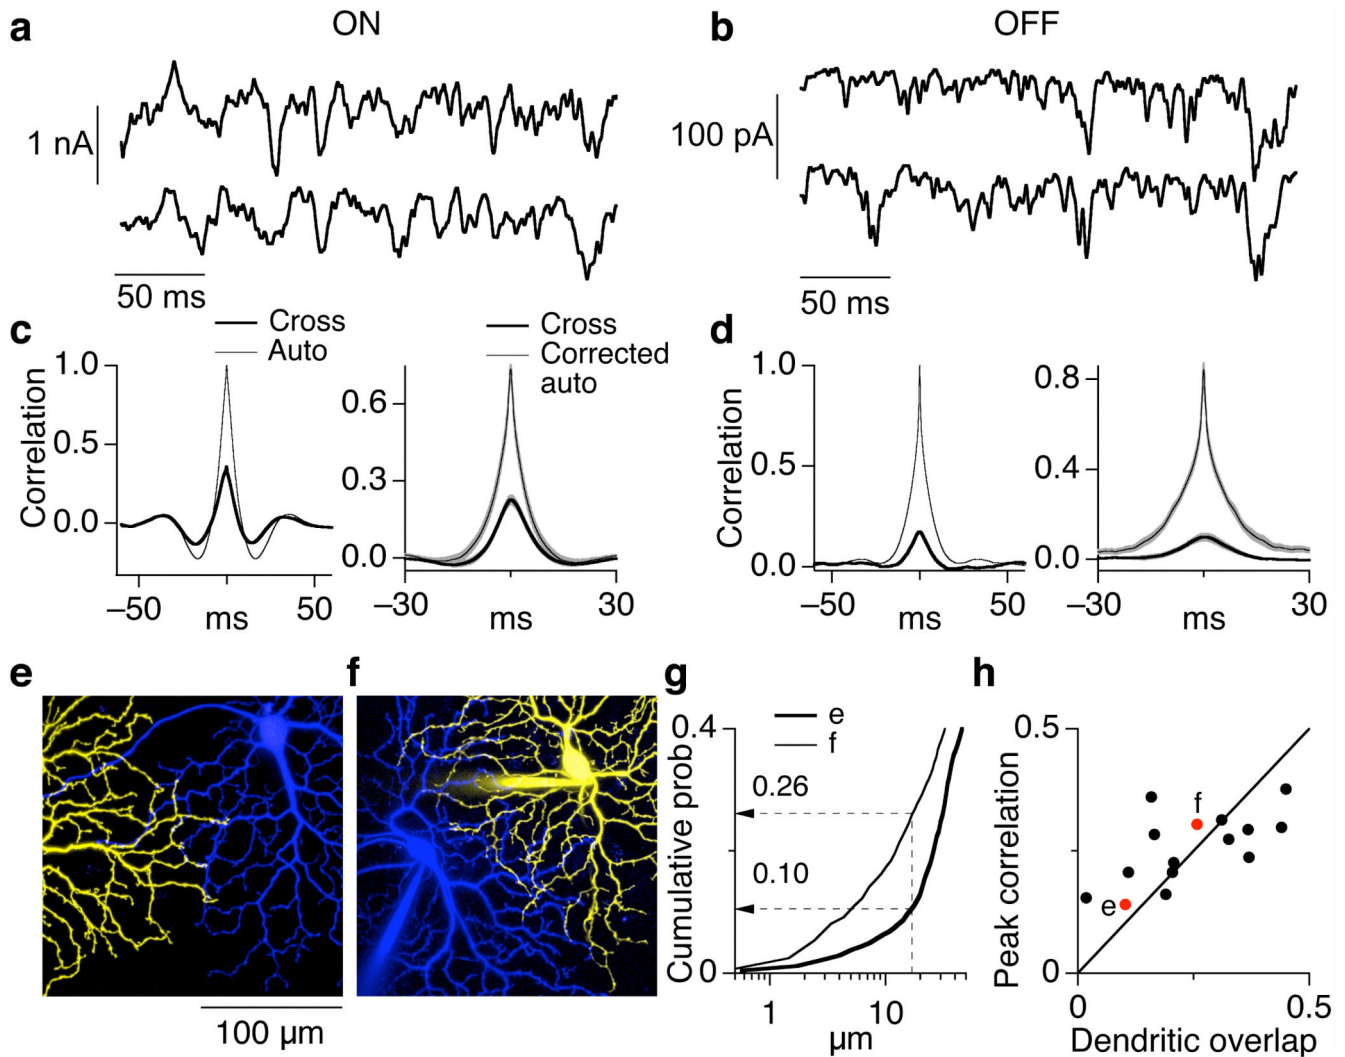 a
ON
b
OFF
1 nA
100 pA
50 ms
50 ms
c
Cross
Auto
Cross
Corrected
auto
d
Correlation
1.0
0.5
0.0
–50
ms
50
0.6
0.3
0.0
–30
ms
30
Correlation
1.0
0.5
0.0
–50
ms
50
0.8
0.4
0.0
–30
ms
30
e
f
g
h
100 µm
e
f
Cumulative prob
0.4
0.26
0.10
0
1
10
µm
Peak correlation
0.5
f
e
0
0
0.5
Dendritic overlap